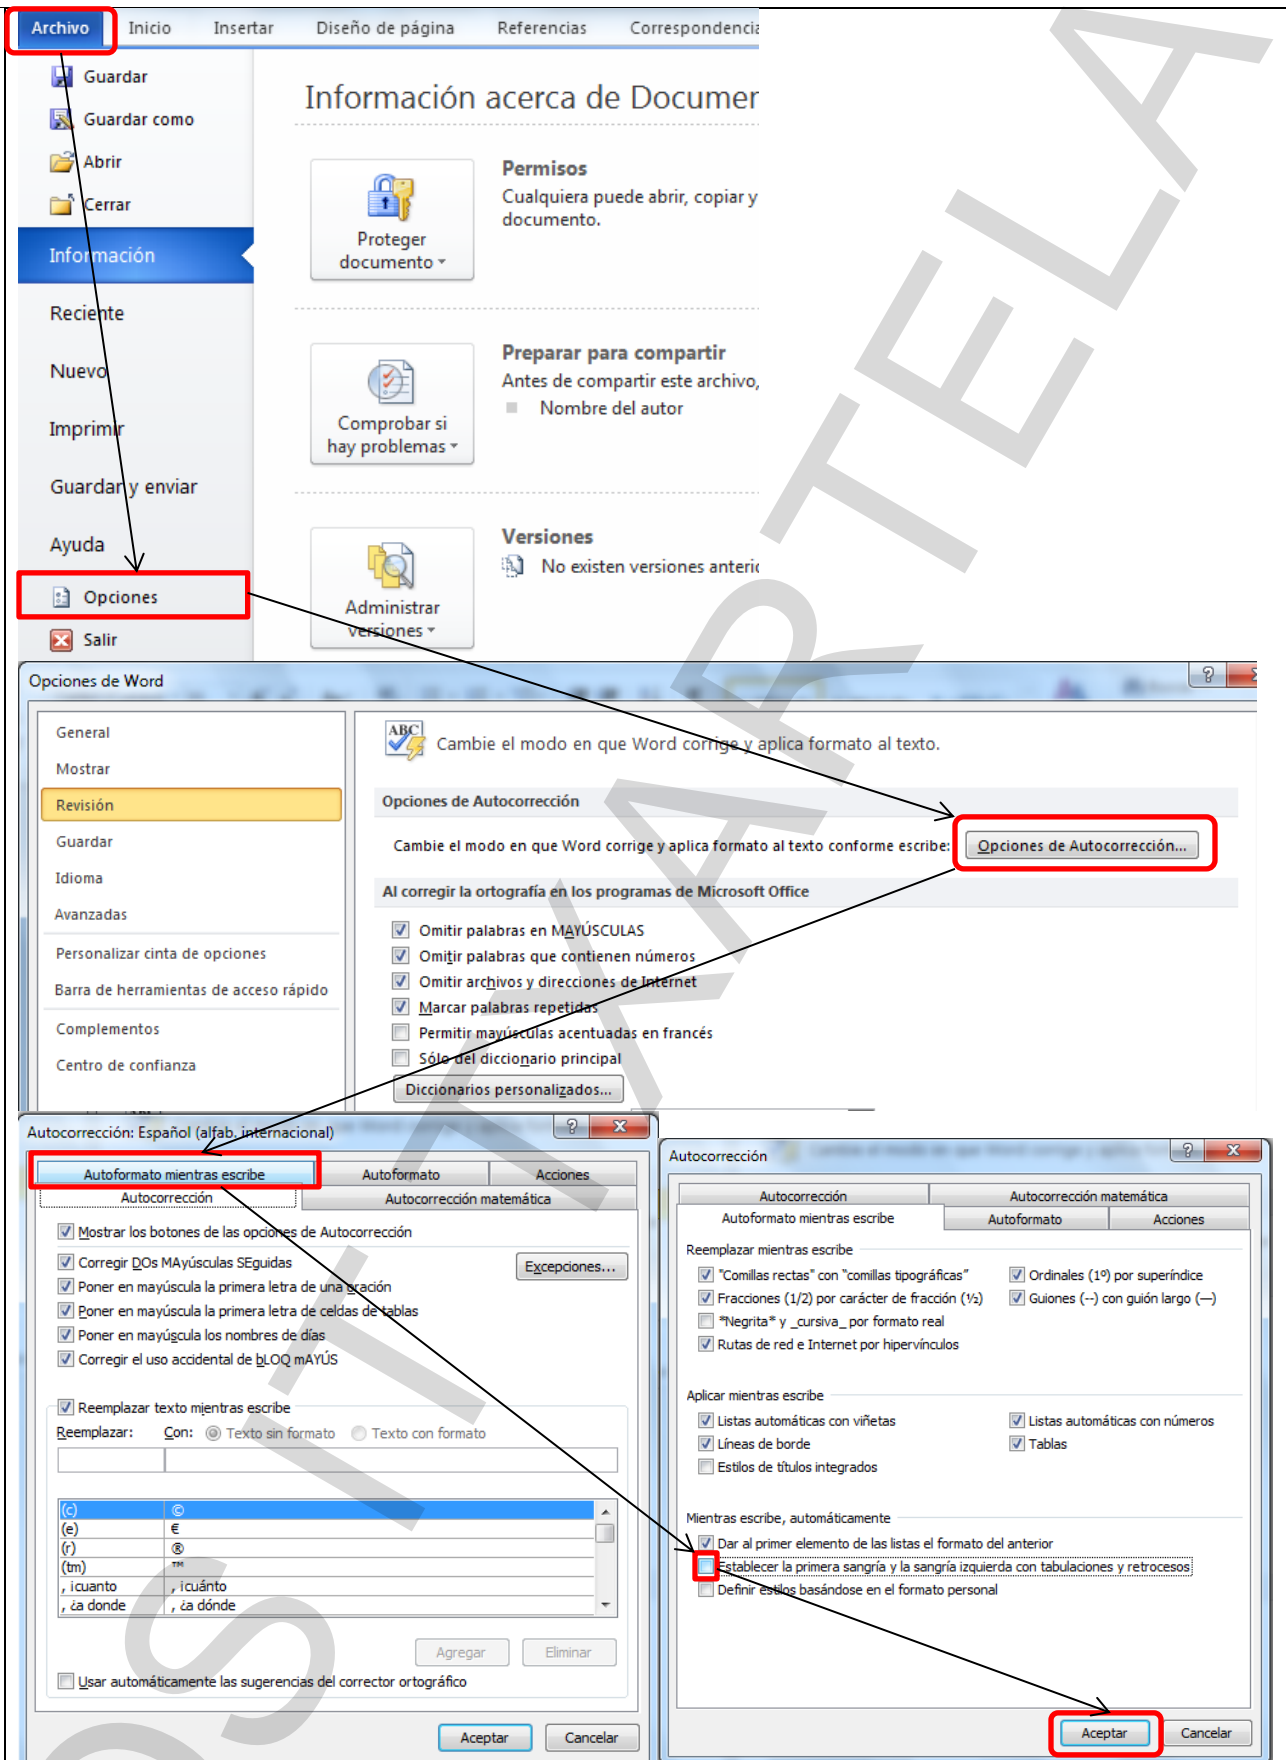 Archivo Inicio Insertar Diseño de página Referencias Correspondencia
Guardar
Guardar como
Abrir
Cerrar
Información
Reciente
Nuevo
Imprimir
Guardar y enviar
Ayuda
Opciones
Salir
Información acerca de Documen
Proteger
documento
Permisos
Cualquiera puede abrir, copiar y
documento.
Comprobar si
hay problemas
Preparar para compartir
Antes de compartir este archivo,
Nombre del autor
Administrar
versiones
Versiones
No existen versiones anterio
Opciones de Word
General
Mostrar
Revisión
Guardar
Idioma
Avanzadas
Personalizar cinta de opciones
Barra de herramientas de acceso rápido
Complementos
Centro de confianza
ABC
Cambie el modo en que Word corrige y aplica formato al texto.
Opciones de Autocorrección
Cambie el modo en que Word corrige y aplica formato al texto conforme escribe: Opciones de Autocorrección...
Al corregir la ortografía en los programas de Microsoft Office
Omitir palabras en MAYÚSCULAS
Omitir palabras que contienen números
Omitir archivos y direcciones de Internet
Marcar palabras repetidas
Permitir mayúsculas acentuadas en francés
Sólo del diccionario principal
Diccionarios personalizados...
Autocorrección: Español (alfab. internacional)
Autoformato mientras escribe Autoformato Acciones
Autocorrección Autocorrección matemática
Mostrar los botones de las opciones de Autocorrección
Corregir DOs MAyúsculas SEguidas Excepciones...
Poner en mayúscula la primera letra de una oración
Poner en mayúscula la primera letra de celdas de tablas
Poner en mayúscula los nombres de días
Corregir el uso accidental de bLOQ mAYÚS
Reemplazar texto mientras escribe
Reemplazar: Con: Texto sin formato Texto con formato
(c) ©
(e) €
(r) ®
(tm) ™
, icuanto , icuánto
, ¿a donde , ¿a dónde
Agregar Eliminar
Usar automáticamente las sugerencias del corrector ortográfico
Aceptar Cancelar
Autocorrección
Autocorrección Autocorrección matemática
Autoformato mientras escribe Autoformato Acciones
Reemplazar mientras escribe
"Comillas rectas" con “comillas tipográficas” Ordinales (1º) por superíndice
Fracciones (1/2) por carácter de fracción (½) Guiones (--) con guión largo (—)
*Negrita* y _cursiva_ por formato real
Rutas de red e Internet por hipervínculos
Aplicar mientras escribe
Listas automáticas con viñetas Listas automáticas con números
Líneas de borde Tablas
Estilos de títulos integrados
Mientras escribe, automáticamente
Dar al primer elemento de las listas el formato del anterior
Establecer la primera sangría y la sangría izquierda con tabulaciones y retrocesos
Definir estilos basándose en el formato personal
Aceptar Cancelar
OS IT TXARTELA